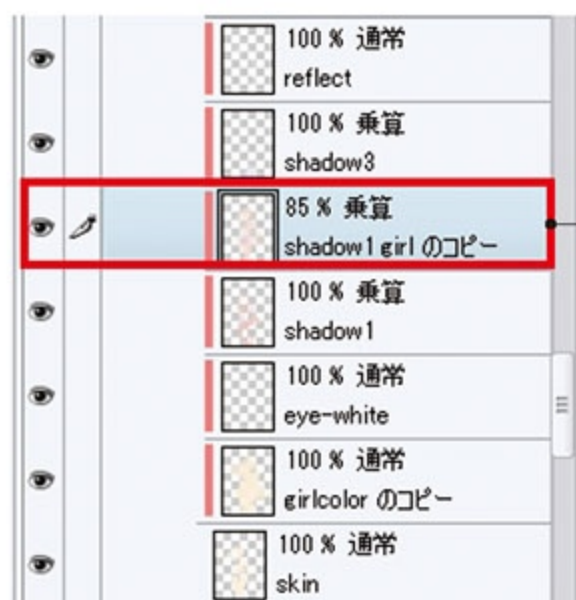 100 % 通常
reflect
100 % 乗算
shadow3
85 % 乗算
shadow1 girl のコピー
100 % 乗算
shadow1
100 % 通常
eye-white
100 % 通常
girlcolor のコピー
100 % 通常
skin